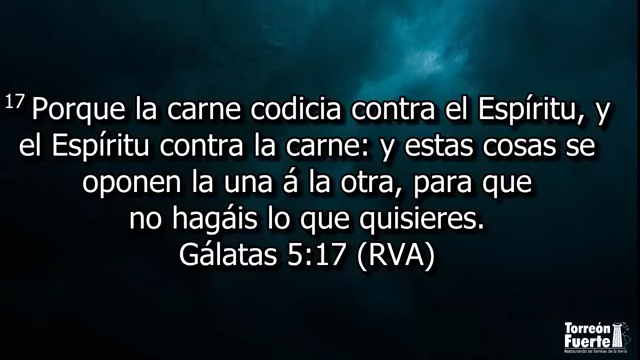 17 Porque la carne codicia contra el Espíritu, y
el Espíritu contra la carne: y estas cosas se
oponen la una á la otra, para que
no hagáis lo que quisieres.
Gálatas 5:17 (RVA)
Torreón
Fuerte
Restaurando las familias de la tierra